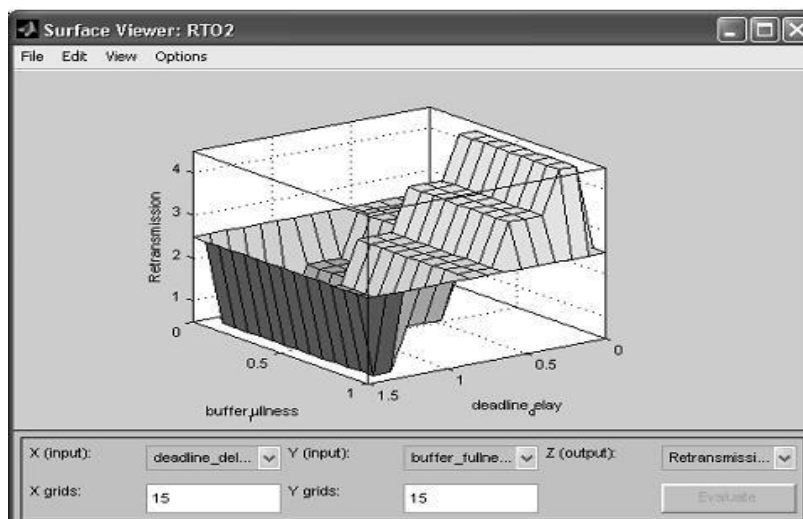 Surface Viewer: RTO2
File Edit View Options
4
3
2
1
Retransmission
0
0.5
1
buffer_fullness
1.5
1
0.5
0
deadline_delay
X (input):
deadline_del...
Y (input):
buffer_fullne...
Z (output):
Retransmissi...
X grids:
15
Y grids:
15
Evaluate